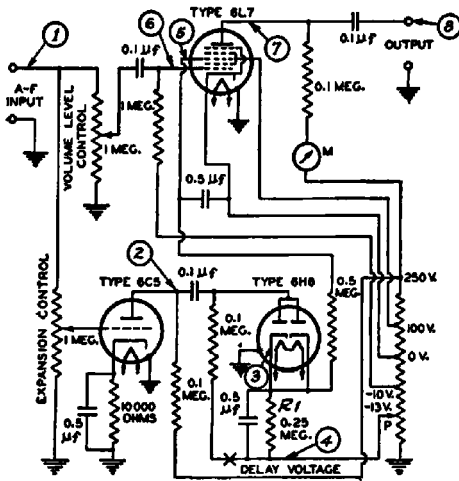 1
6
5
TYPE 6L7
7
8
0.1 µf
0.1 µf
OUTPUT
A-F
INPUT
VOLUME LEVEL
CONTROL
1 MEG.
1 MEG.
0.1 MEG.
M
0.5 µf
2
0.1 µf
TYPE 6C5
TYPE 6H6
0.5
MEG.
250 V.
EXPANSION CONTROL
1 MEG.
0.1
MEG.
100 V.
0 V.
3
0.1
MEG.
-10 V.
-13 V.
P
0.5
µf
10000
OHMS
0.5
µf
R1
0.25
MEG.
4
DELAY VOLTAGE